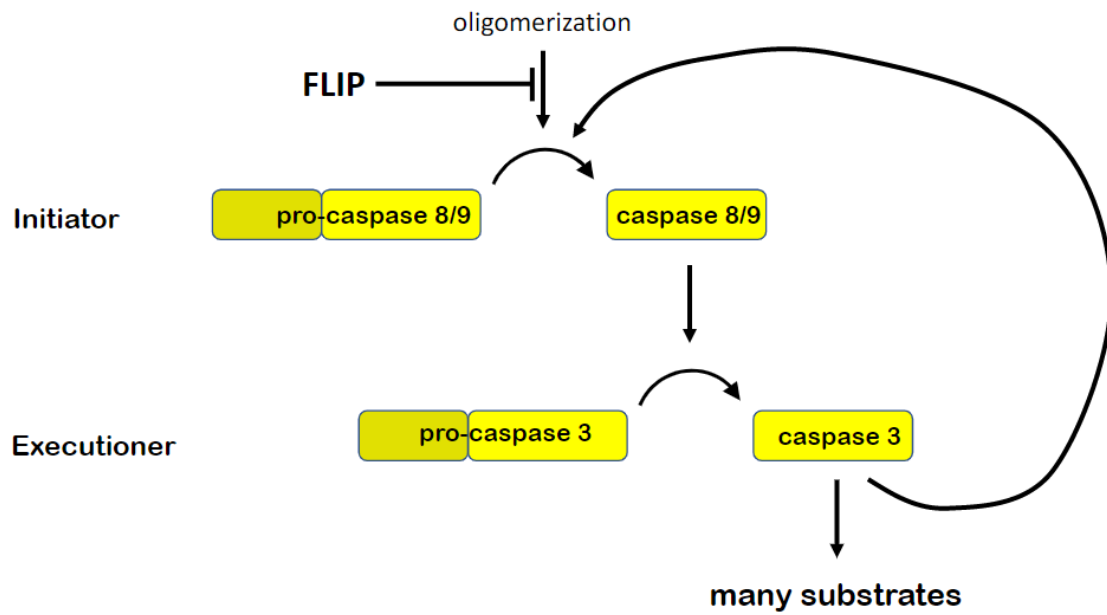 oligomerization
FLIP
Initiator
pro-caspase 8/9
caspase 8/9
Executioner
pro-caspase 3
caspase 3
many substrates